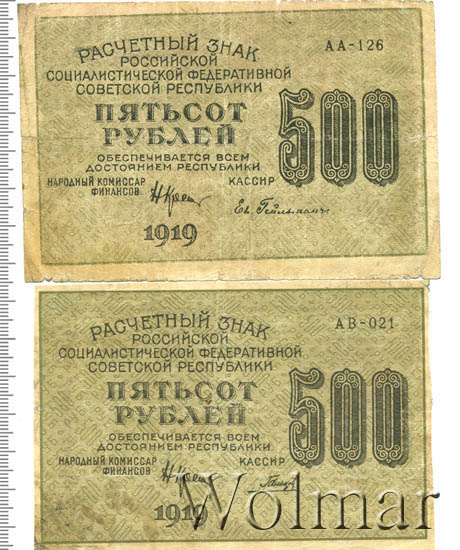 РАСЧЕТНЫЙ ЗНАК
АА-126
РОССИЙСКОЙ
СОЦИАЛИСТИЧЕСКОЙ ФЕДЕРАТИВНОЙ
СОВЕТСКОЙ РЕСПУБЛИКИ
ПЯТЬСОТ
РУБЛЕЙ
500
ОБЕСПЕЧИВАЕТСЯ ВСЕМ
ДОСТОЯНИЕМ РЕСПУБЛИКИ
НАРОДНЫЙ КОМИССАР
ФИНАНСОВ
КАССИР
1919
РАСЧЕТНЫЙ ЗНАК
АВ-021
РОССИЙСКОЙ
СОЦИАЛИСТИЧЕСКОЙ ФЕДЕРАТИВНОЙ
СОВЕТСКОЙ РЕСПУБЛИКИ
ПЯТЬСОТ
РУБЛЕЙ
500
ОБЕСПЕЧИВАЕТСЯ ВСЕМ
ДОСТОЯНИЕМ РЕСПУБЛИКИ
НАРОДНЫЙ КОМИССАР
ФИНАНСОВ
КАССИР
1919
Wolmar